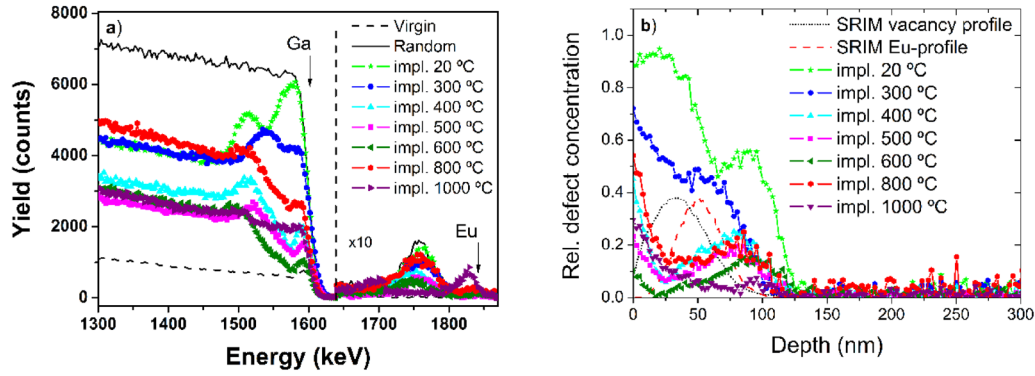 a)
Yield (counts)
8000
6000
4000
2000
0
1300
1400
1500
1600
1700
1800
Energy (keV)
Ga
Eu
x10
Virgin
Random
impl. 20 ºC
impl. 300 ºC
impl. 400 ºC
impl. 500 ºC
impl. 600 ºC
impl. 800 ºC
impl. 1000 ºC
b)
Rel. defect concentration
1.0
0.8
0.6
0.4
0.2
0.0
0
50
100
150
200
250
300
Depth (nm)
SRIM vacancy profile
SRIM Eu-profile
impl. 20 ºC
impl. 300 ºC
impl. 400 ºC
impl. 500 ºC
impl. 600 ºC
impl. 800 ºC
impl. 1000 ºC